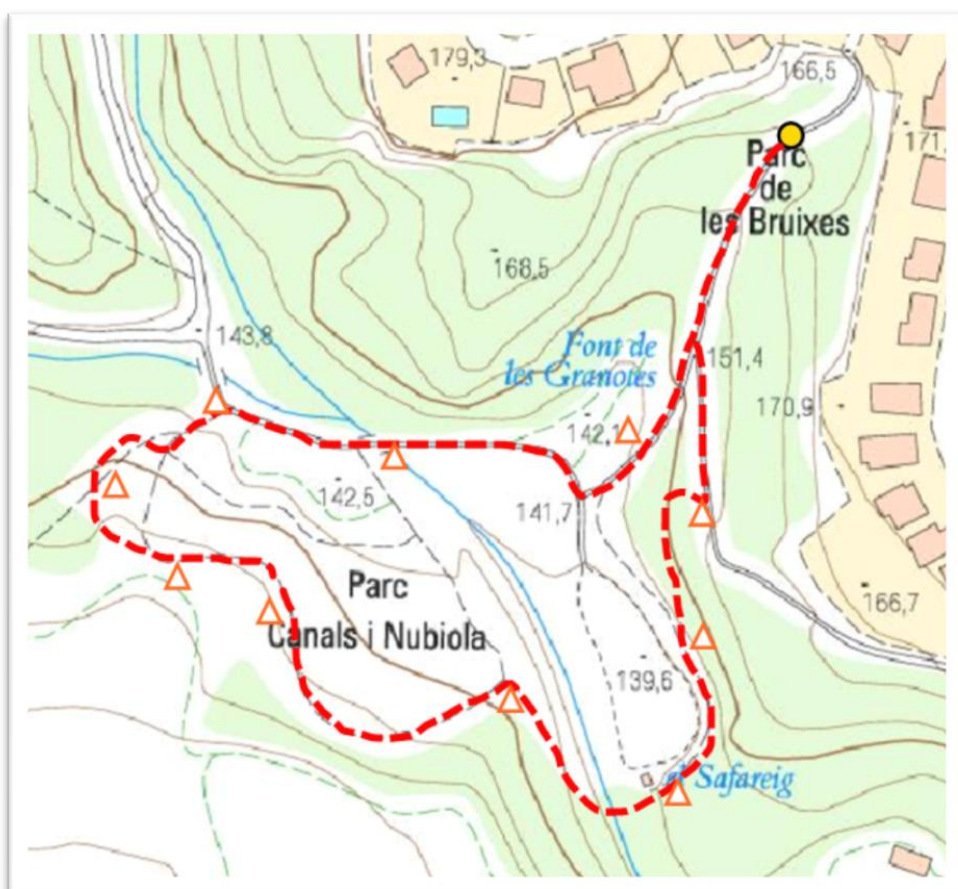 179,3
166,5
171,
Parc
de
les Bruixes
168,5
143,8
Font de
les Granotes
151,4
170,9
142,1
142,5
141,7
Parc
Canals i Nubiola
166,7
139,6
el Safareig